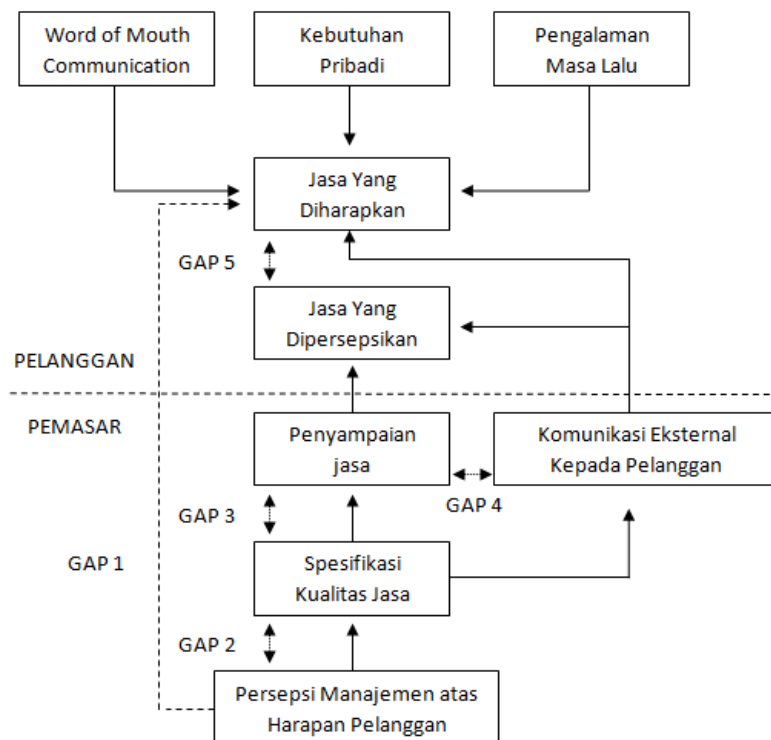 Word of Mouth
Communication
Kebutuhan
Pribadi
Pengalaman
Masa Lalu
Jasa Yang
Diharapkan
GAP 5
Jasa Yang
Dipersepsikan
PELANGGAN
PEMASAR
Penyampaian
jasa
Komunikasi Eksternal
Kepada Pelanggan
GAP 4
GAP 3
GAP 1
Spesifikasi
Kualitas Jasa
GAP 2
Persepsi Manajemen atas
Harapan Pelanggan